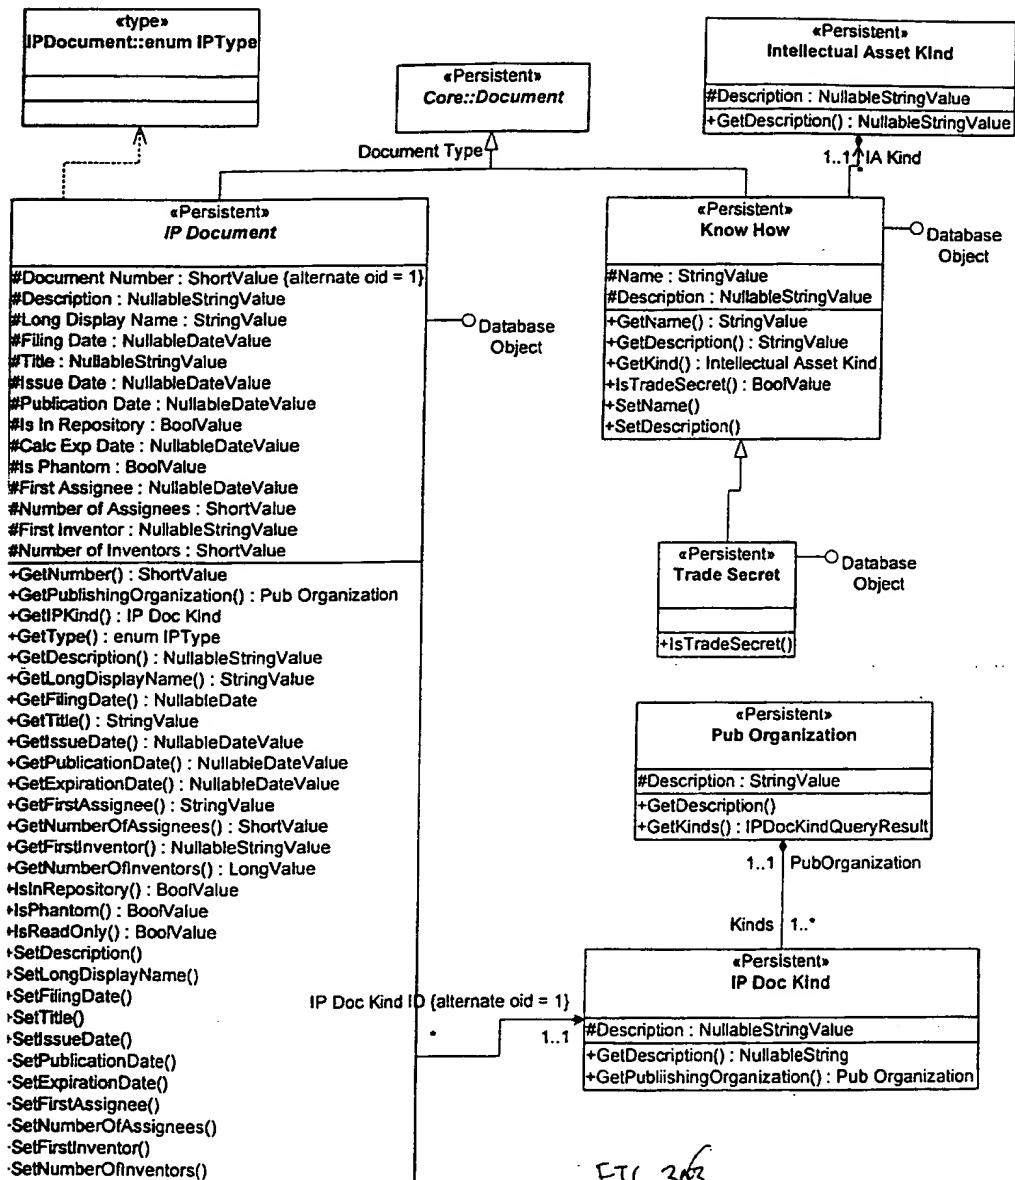 «type»
IPDocument::enum IPType
«Persistent»
Core::Document
«Persistent»
Intellectual Asset Kind
#Description : NullableStringValue
+GetDescription() : NullableStringValue
Document Type
1..1 IA Kind
*
«Persistent»
IP Document
#Document Number : ShortValue {alternate oid = 1}
#Description : NullableStringValue
#Long Display Name : StringValue
#Filing Date : NullableDateValue
#Title : NullableStringValue
#Issue Date : NullableDateValue
#Publication Date : NullableDateValue
#Is In Repository : BoolValue
#Calc Exp Date : NullableDateValue
#Is Phantom : BoolValue
#First Assignee : NullableDateValue
#Number of Assignees : ShortValue
#First Inventor : NullableStringValue
#Number of Inventors : ShortValue
+GetNumber() : ShortValue
+GetPublishingOrganization() : Pub Organization
+GetIPKind() : IP Doc Kind
+GetType() : enum IPType
+GetDescription() : NullableStringValue
+GetLongDisplayName() : StringValue
+GetFilingDate() : NullableDate
+GetTitle() : StringValue
+GetIssueDate() : NullableDateValue
+GetPublicationDate() : NullableDateValue
+GetExpirationDate() : NullableDateValue
+GetFirstAssignee() : StringValue
+GetNumberOfAssignees() : ShortValue
+GetFirstInventor() : NullableStringValue
+GetNumberOfInventors() : LongValue
+IsInRepository() : BoolValue
+IsPhantom() : BoolValue
+IsReadOnly() : BoolValue
+SetDescription()
+SetLongDisplayName()
+SetFilingDate()
+SetTitle()
+SetIssueDate()
-SetPublicationDate()
-SetExpirationDate()
-SetFirstAssignee()
-SetNumberOfAssignees()
-SetFirstInventor()
-SetNumberOfInventors()
Database
Object
«Persistent»
Know How
#Name : StringValue
#Description : NullableStringValue
+GetName() : StringValue
+GetDescription() : StringValue
+GetKind() : Intellectual Asset Kind
+IsTradeSecret() : BoolValue
+SetName()
+SetDescription()
Database
Object
«Persistent»
Trade Secret
+IsTradeSecret()
Database
Object
«Persistent»
Pub Organization
#Description : StringValue
+GetDescription()
+GetKinds() : IPDocKindQueryResult
1..1 PubOrganization
Kinds 1..*
IP Doc Kind ID {alternate oid = 1}
* 1..1
«Persistent»
IP Doc Kind
#Description : NullableStringValue
+GetDescription() : NullableString
+GetPubliishingOrganization() : Pub Organization